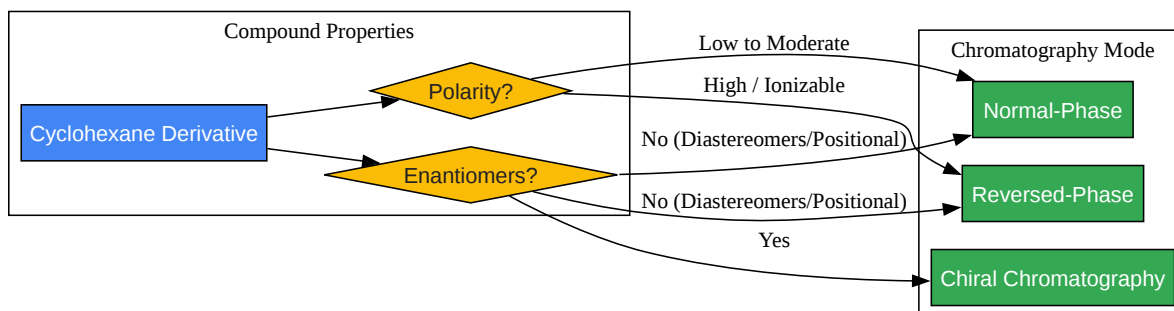 Compound Properties
Cyclohexane Derivative
Polarity?
Enantiomers?
Low to Moderate
High / Ionizable
No (Diastereomers/Positional)
No (Diastereomers/Positional)
Yes
Chromatography Mode
Normal-Phase
Reversed-Phase
Chiral Chromatography